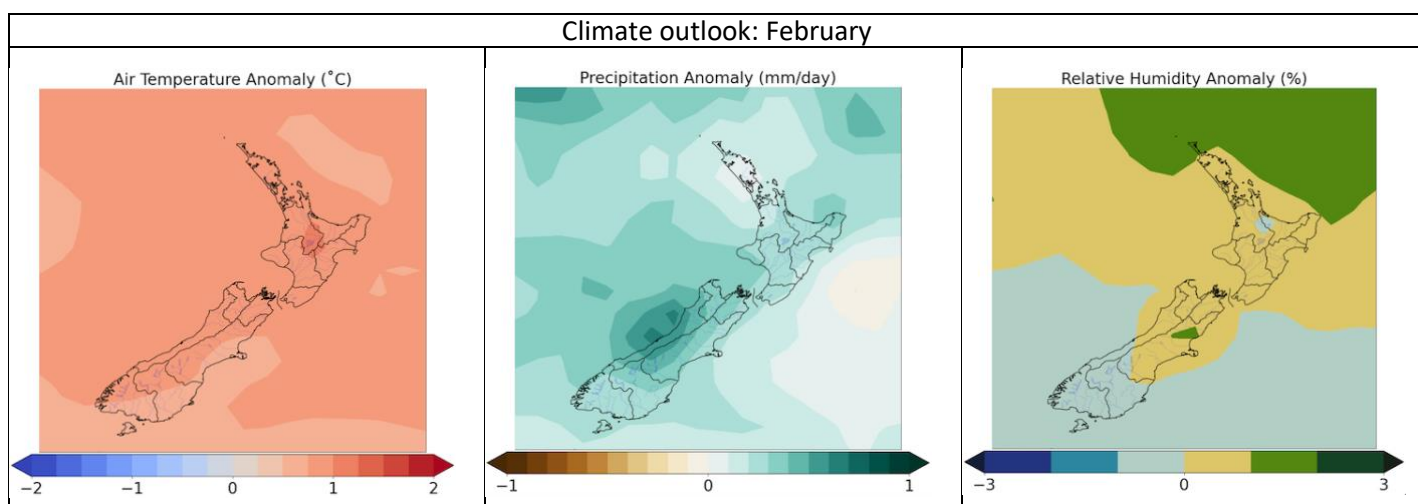 Climate outlook: February
Air Temperature Anomaly (˚C)
Precipitation Anomaly (mm/day)
Relative Humidity Anomaly (%)
−2 −1 0 1 2
−1 0 1
−3 0 3